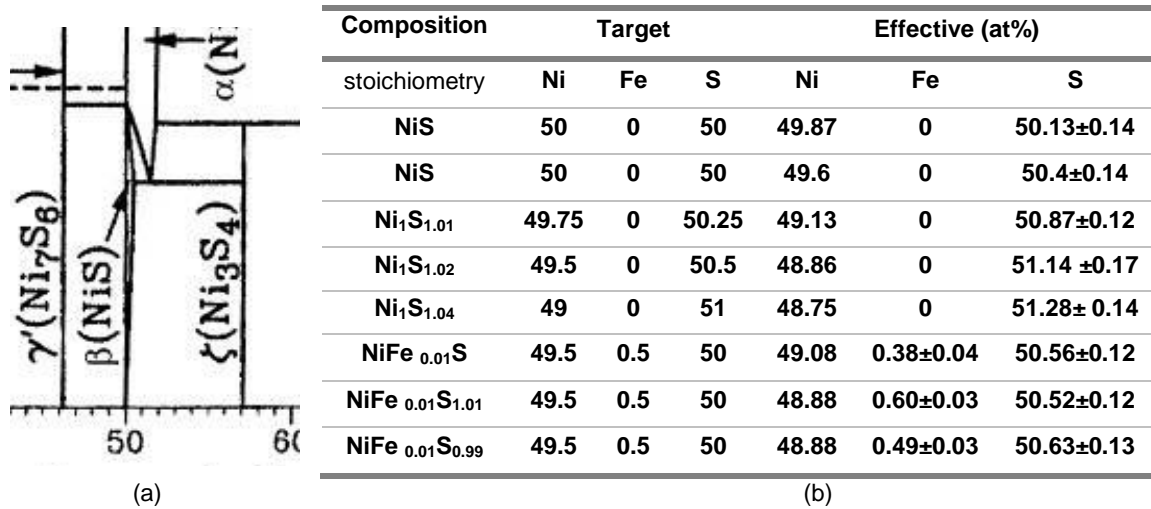 α(N
γ'(Ni₇S₆)
β(NiS)
ζ(Ni₃S₄)
50
(a)
Composition Target Effective (at%)
stoichiometry Ni Fe S Ni Fe S
NiS 50 0 50 49.87 0 50.13±0.14
NiS 50 0 50 49.6 0 50.4±0.14
Ni₁S₁.₀₁ 49.75 0 50.25 49.13 0 50.87±0.12
Ni₁S₁.₀₂ 49.5 0 50.5 48.86 0 51.14 ±0.17
Ni₁S₁.₀₄ 49 0 51 48.75 0 51.28± 0.14
NiFe ₀.₀₁S 49.5 0.5 50 49.08 0.38±0.04 50.56±0.12
NiFe ₀.₀₁S₁.₀₁ 49.5 0.5 50 48.88 0.60±0.03 50.52±0.12
NiFe ₀.₀₁S₀.₉₉ 49.5 0.5 50 48.88 0.49±0.03 50.63±0.13
(b)